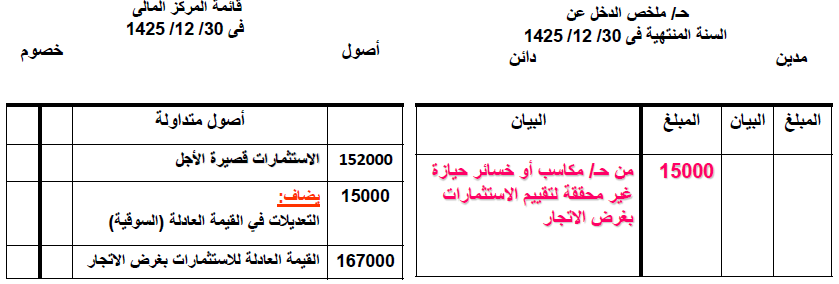 حـ/ ملخص الدخل عن
السنة المنتهية فى 30/ 12/ 1425
مدين
دائن
المبلغ
البيان
المبلغ
البيان
15000
من حـ/ مكاسب أو خسائر حيازة
غير محققة لتقييم الاستثمارات
بغرض الاتجار
قائمة المركز المالى
فى 30/ 12/ 1425
أصول
خصوم
أصول متداولة
152000
الاستثمارات قصيرة الأجل
15000
يضاف:
التعديلات في القيمة العادلة (السوقية)
167000
القيمة العادلة للاستثمارات بغرض الاتجار